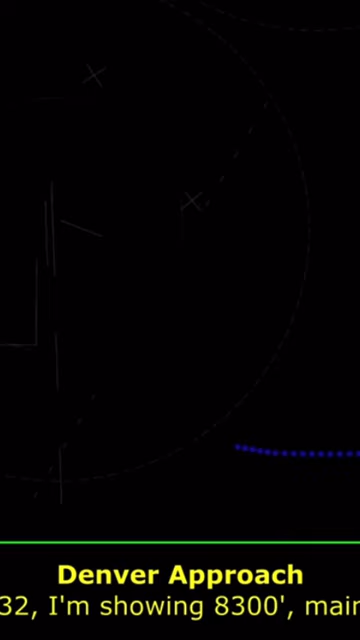 Denver Approach
32, I'm showing 8300', main